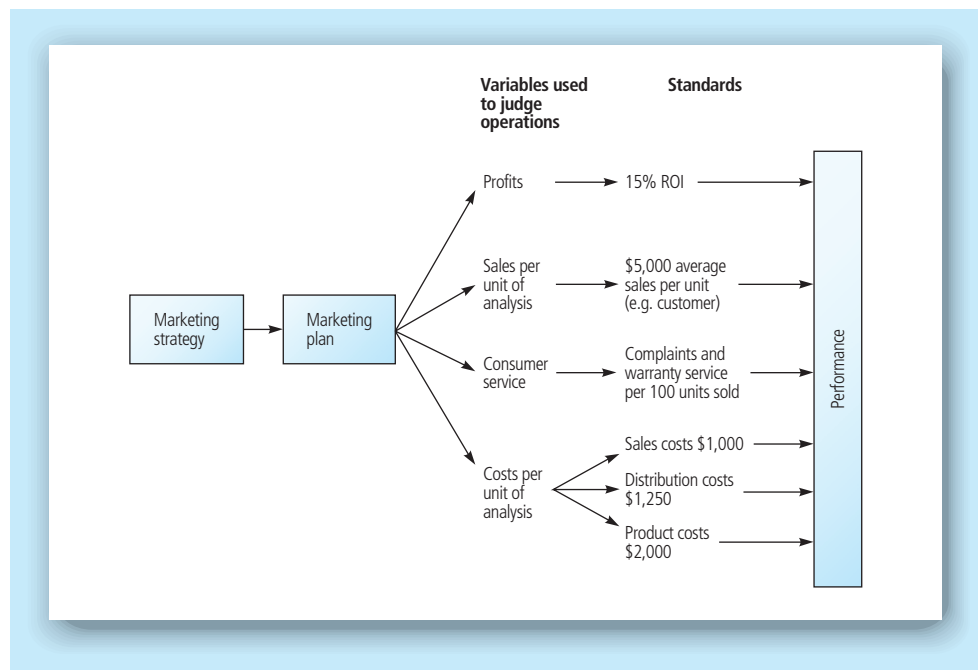 Variables used
to judge
operations
Standards
Profits
15% ROI
Sales per
unit of
analysis
$5,000 average
sales per unit
(e.g. customer)
Marketing
strategy
Marketing
plan
Consumer
service
Complaints and
warranty service
per 100 units sold
Performance
Costs per
unit of
analysis
Sales costs $1,000
Distribution costs
$1,250
Product costs
$2,000